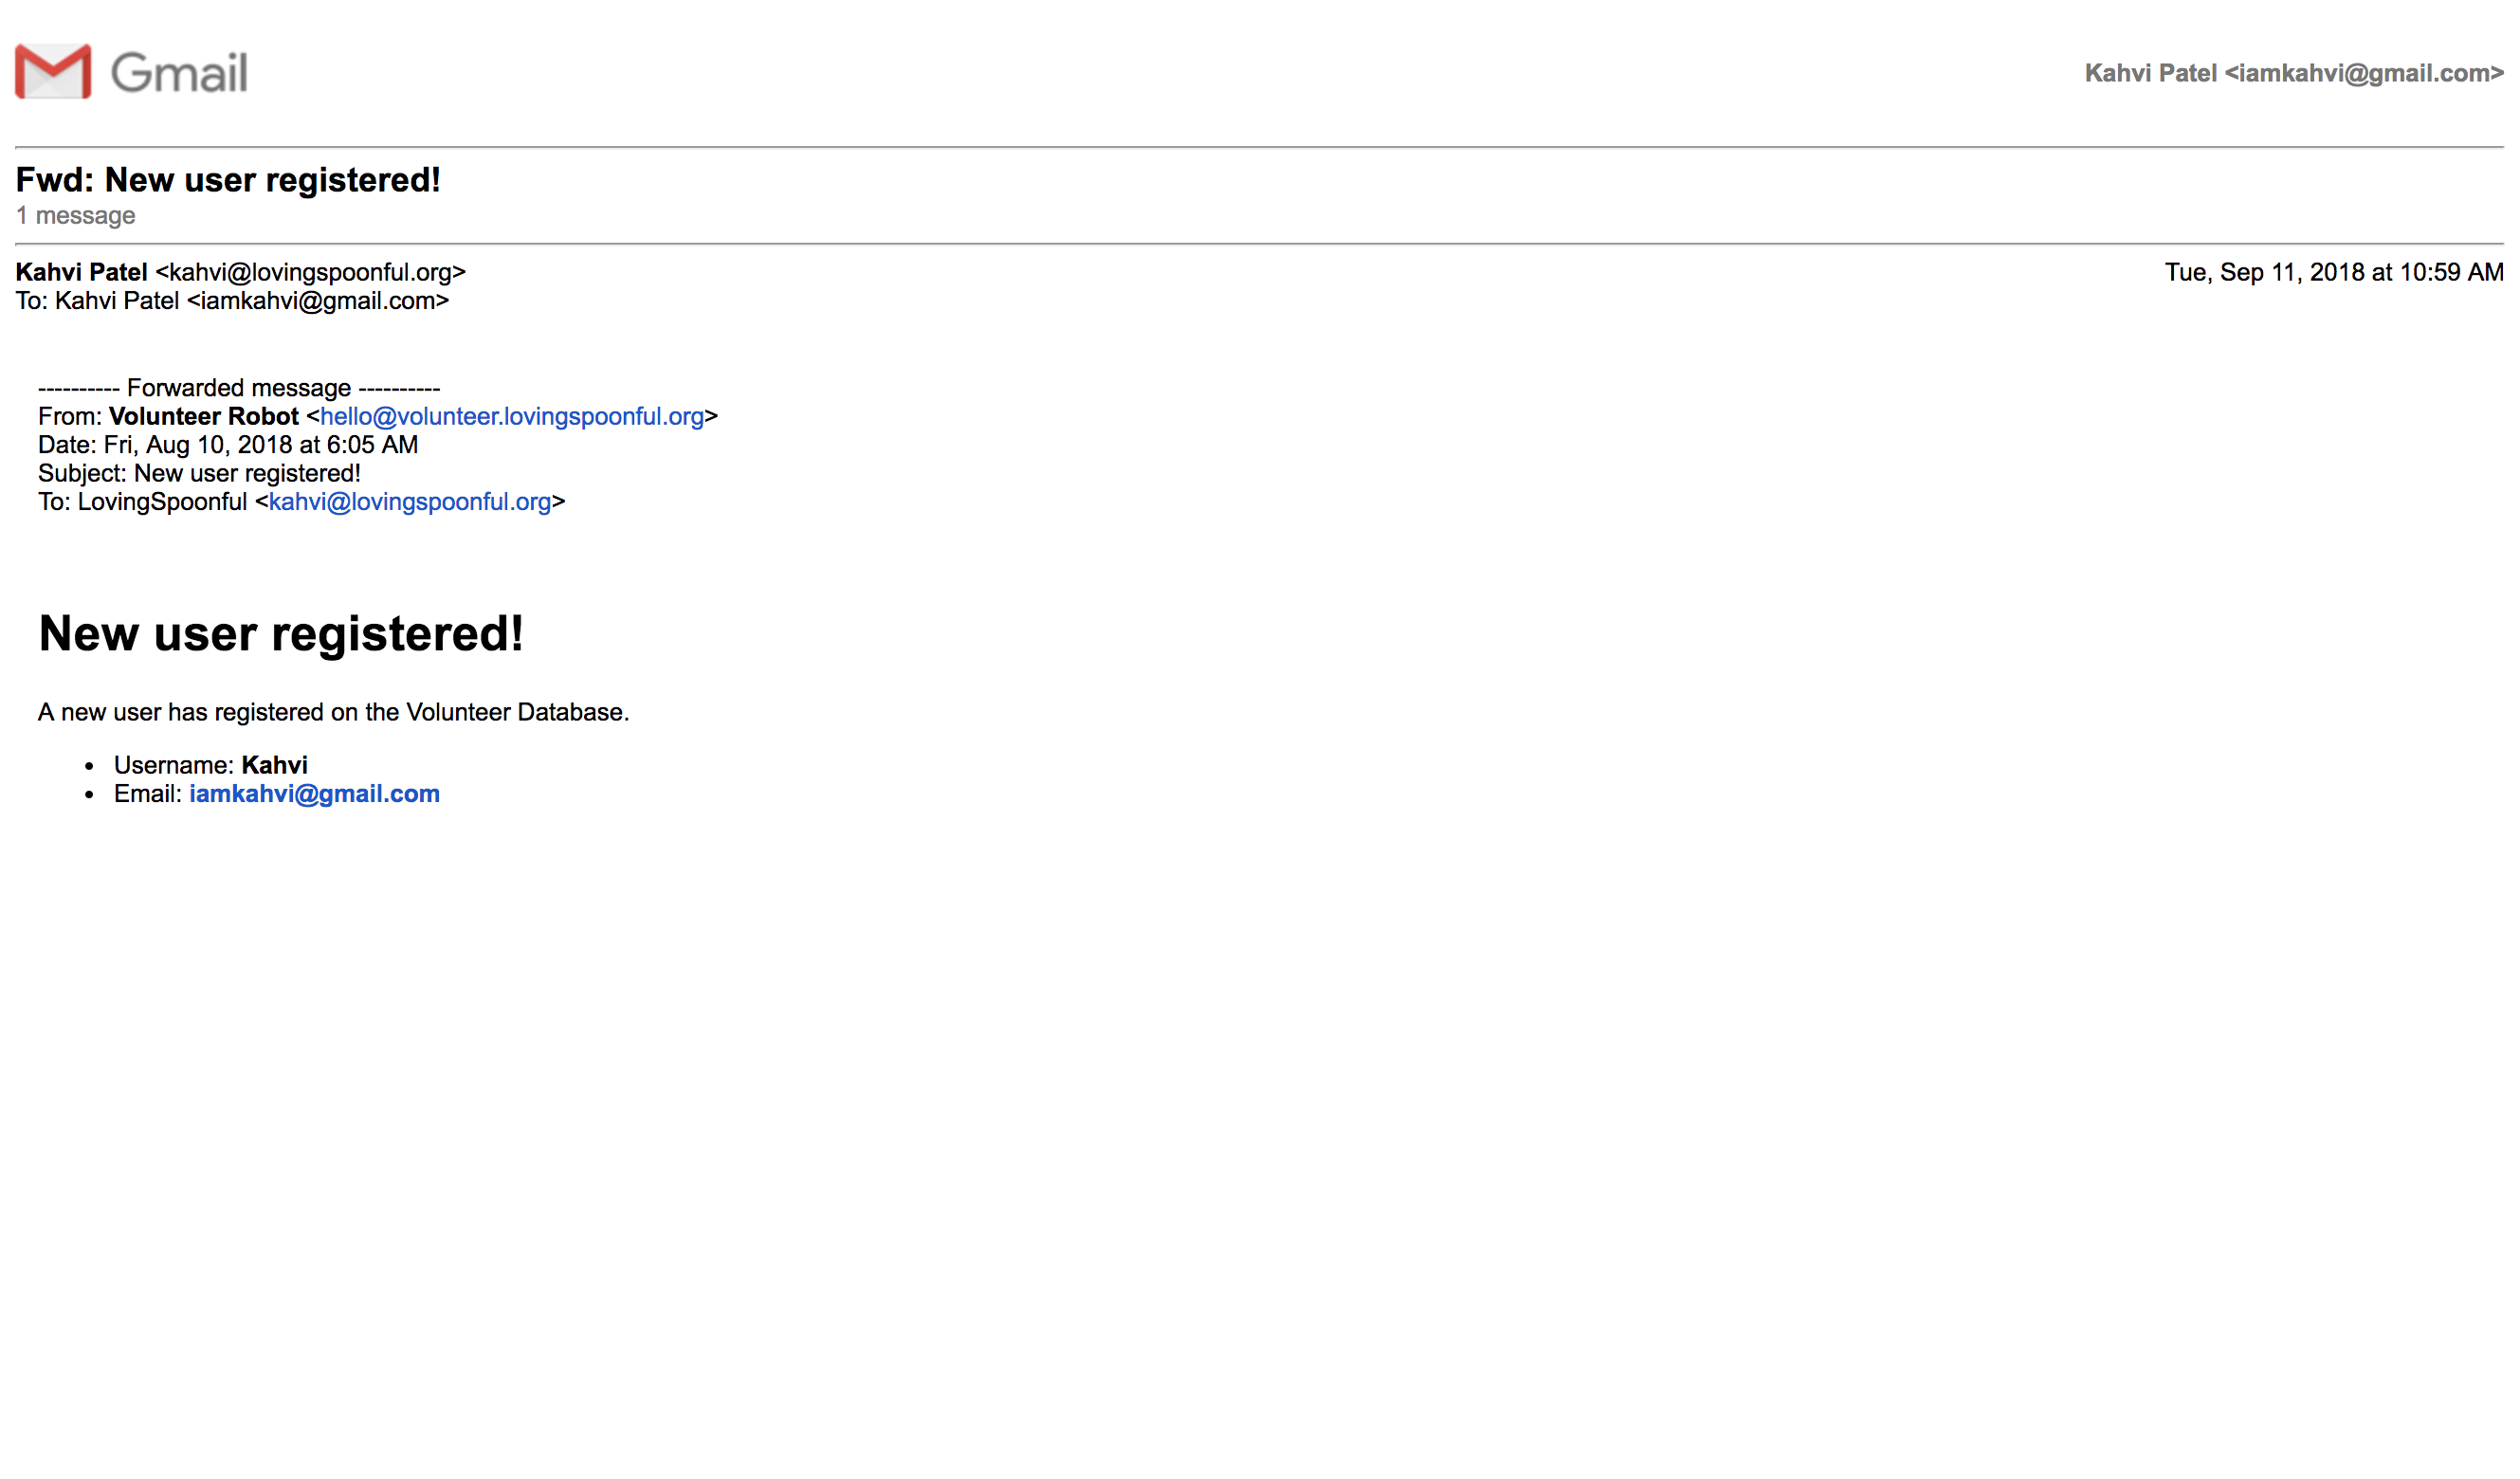 Gmail
Kahvi Patel <iamkahvi@gmail.com>
Fwd: New user registered!
1 message
Kahvi Patel <kahvi@lovingspoonful.org>
Tue, Sep 11, 2018 at 10:59 AM
To: Kahvi Patel <iamkahvi@gmail.com>
---------- Forwarded message ----------
From: Volunteer Robot <hello@volunteer.lovingspoonful.org>
Date: Fri, Aug 10, 2018 at 6:05 AM
Subject: New user registered!
To: LovingSpoonful <kahvi@lovingspoonful.org>
New user registered!
A new user has registered on the Volunteer Database.
• Username: Kahvi
• Email: iamkahvi@gmail.com